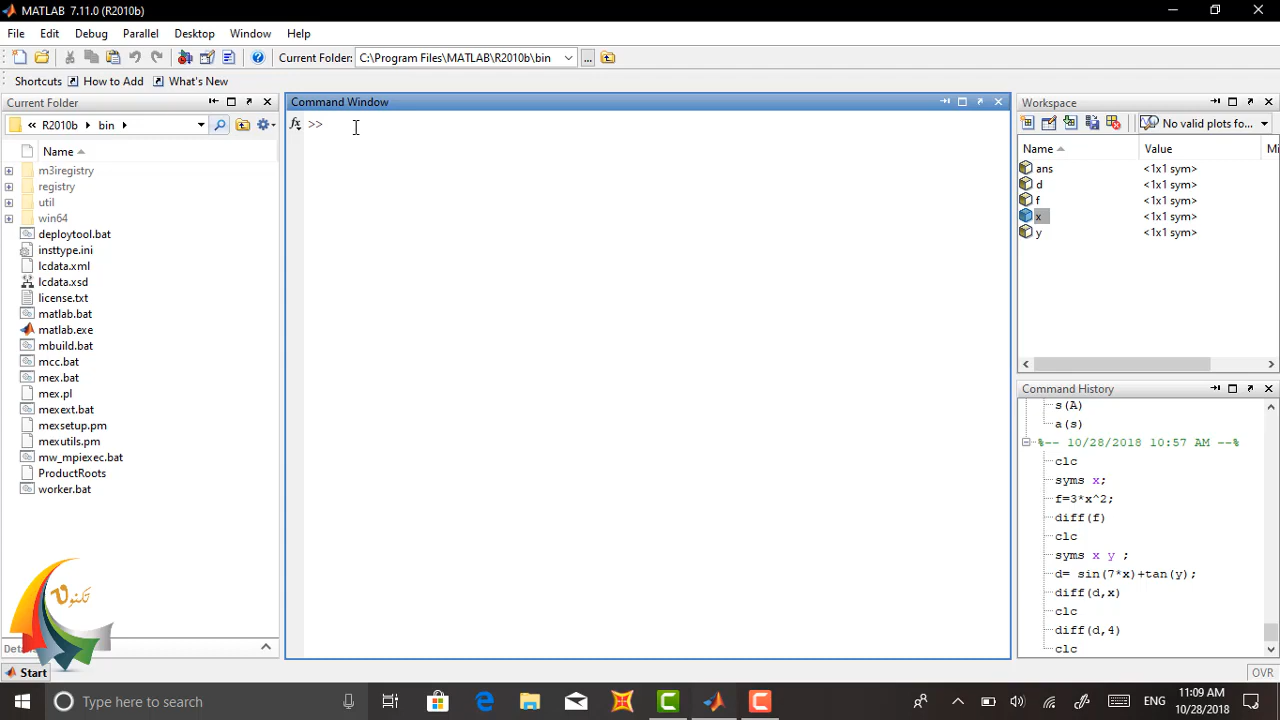 MATLAB 7.11.0 (R2010b)
File Edit Debug Parallel Desktop Window Help
Current Folder: C:\Program Files\MATLAB\R2010b\bin ...
Shortcuts How to Add What's New
Current Folder
« R2010b bin
Name
m3iregistry
registry
util
win64
deploytool.bat
insttype.ini
lcdata.xml
lcdata.xsd
license.txt
matlab.bat
matlab.exe
mbuild.bat
mcc.bat
mex.bat
mex.pl
mexext.bat
mexsetup.pm
mexutils.pm
mw_mpiexec.bat
ProductRoots
worker.bat
تکنو
Start
Command Window
fx >>
Workspace
No valid plots fo...
Name Value Mi
ans <1x1 sym>
d <1x1 sym>
f <1x1 sym>
x <1x1 sym>
y <1x1 sym>
Command History
s(A)
a(s)
%-- 10/28/2018 10:57 AM --%
clc
syms x;
f=3*x^2;
diff(f)
clc
syms x y ;
d= sin(7*x)+tan(y);
diff(d,x)
clc
diff(d,4)
clc
OVR
Type here to search
ENG
11:09 AM
10/28/2018